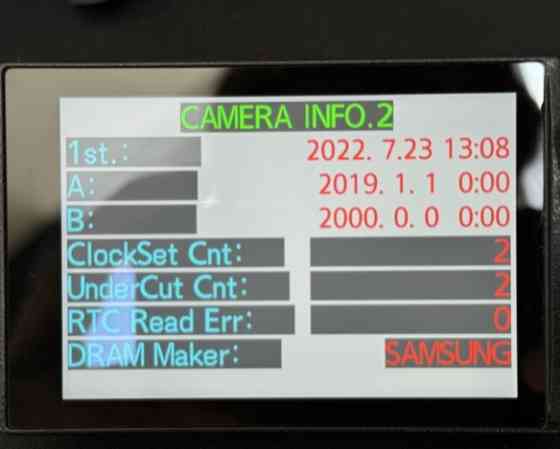 CAMERA INFO.2
1st.: 2022. 7.23 13:08
A: 2019. 1. 1 0:00
B: 2000. 0. 0 0:00
ClockSet Cnt: 2
UnderCut Cnt: 2
RTC Read Err: 0
DRAM Maker: SAMSUNG